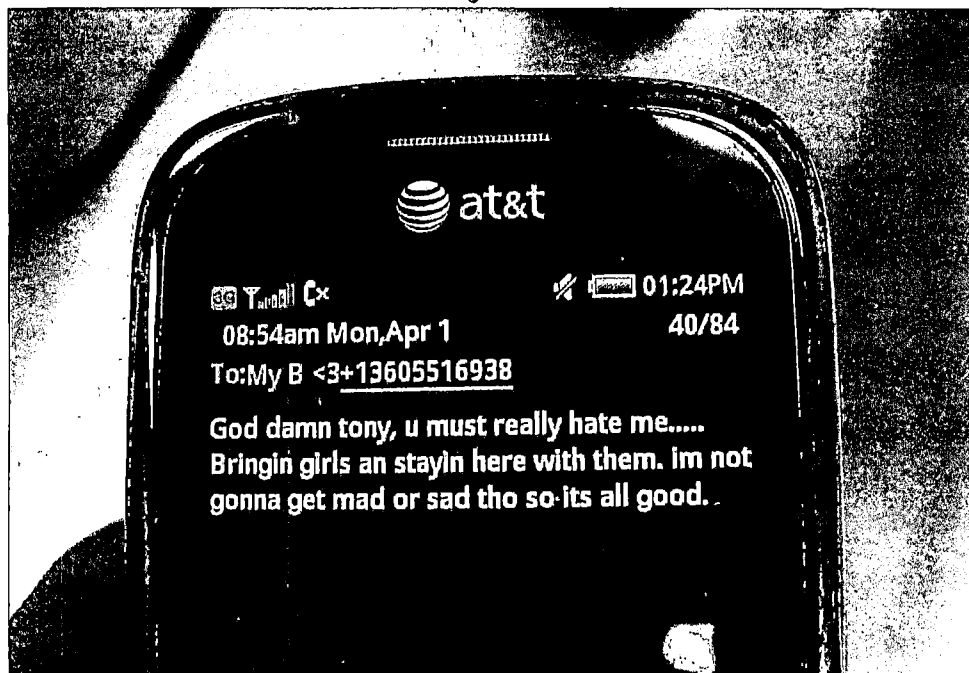 at&t
3G 01:24PM
08:54am Mon,Apr 1 40/84
To:My B <3+13605516938
God damn tony, u must really hate me.....
Bringin girls an stayin here with them. im not
gonna get mad or sad tho so its all good.